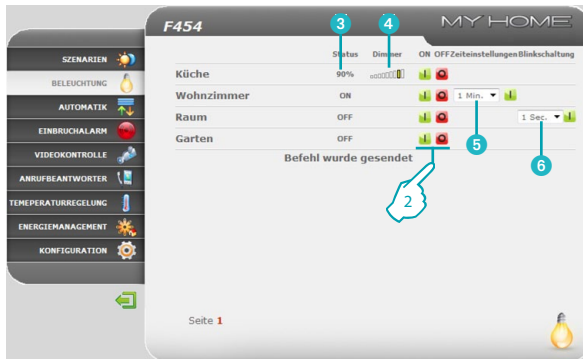 F454
MY HOME
3
4
Status Dimmer ON OFF Zeiteinstellungen Blinkschaltung
SZENARIEN
BELEUCHTUNG
AUTOMATIK
EINBRUCHALARM
VIDEOKONTROLLE
ANRUFBEANTWORTER
TEMEPERATURREGELUNG
ENERGIEMANAGEMENT
KONFIGURATION
Küche 90%
Wohnzimmer ON 1 Min.
Raum OFF 1 Sec.
Garten OFF
5
6
Befehl wurde gesendet
2
Seite 1